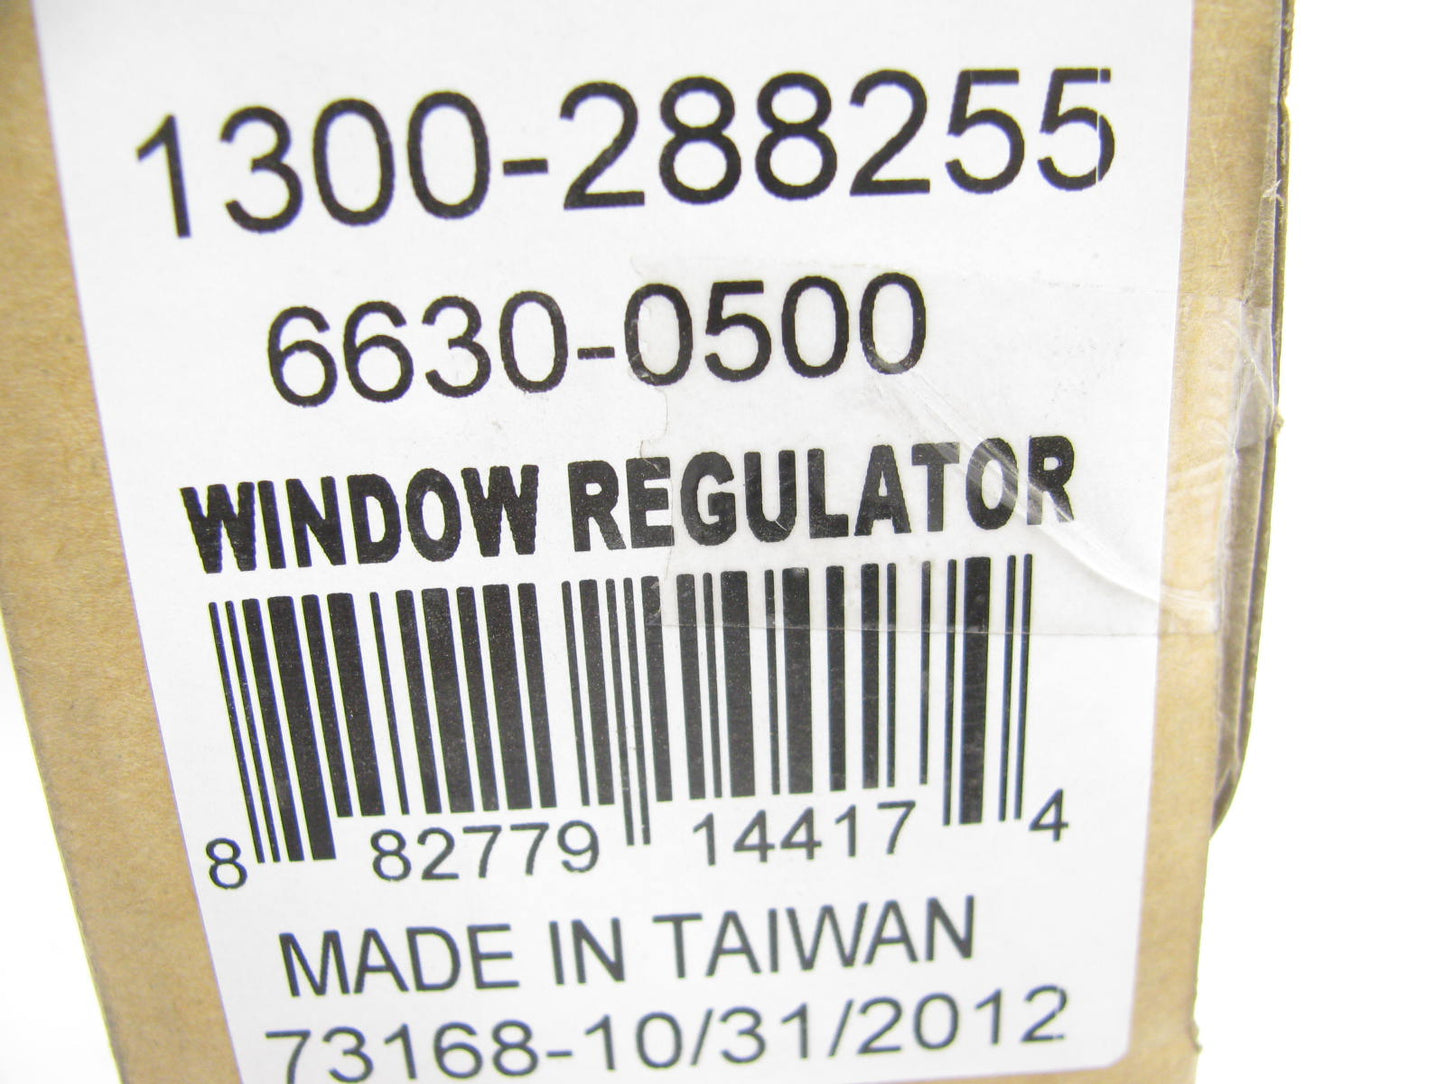 1300-288255
6630-0500
WINDOW REGULATOR
8 82779 14417 4
MADE IN TAIWAN
73168-10/31/2012